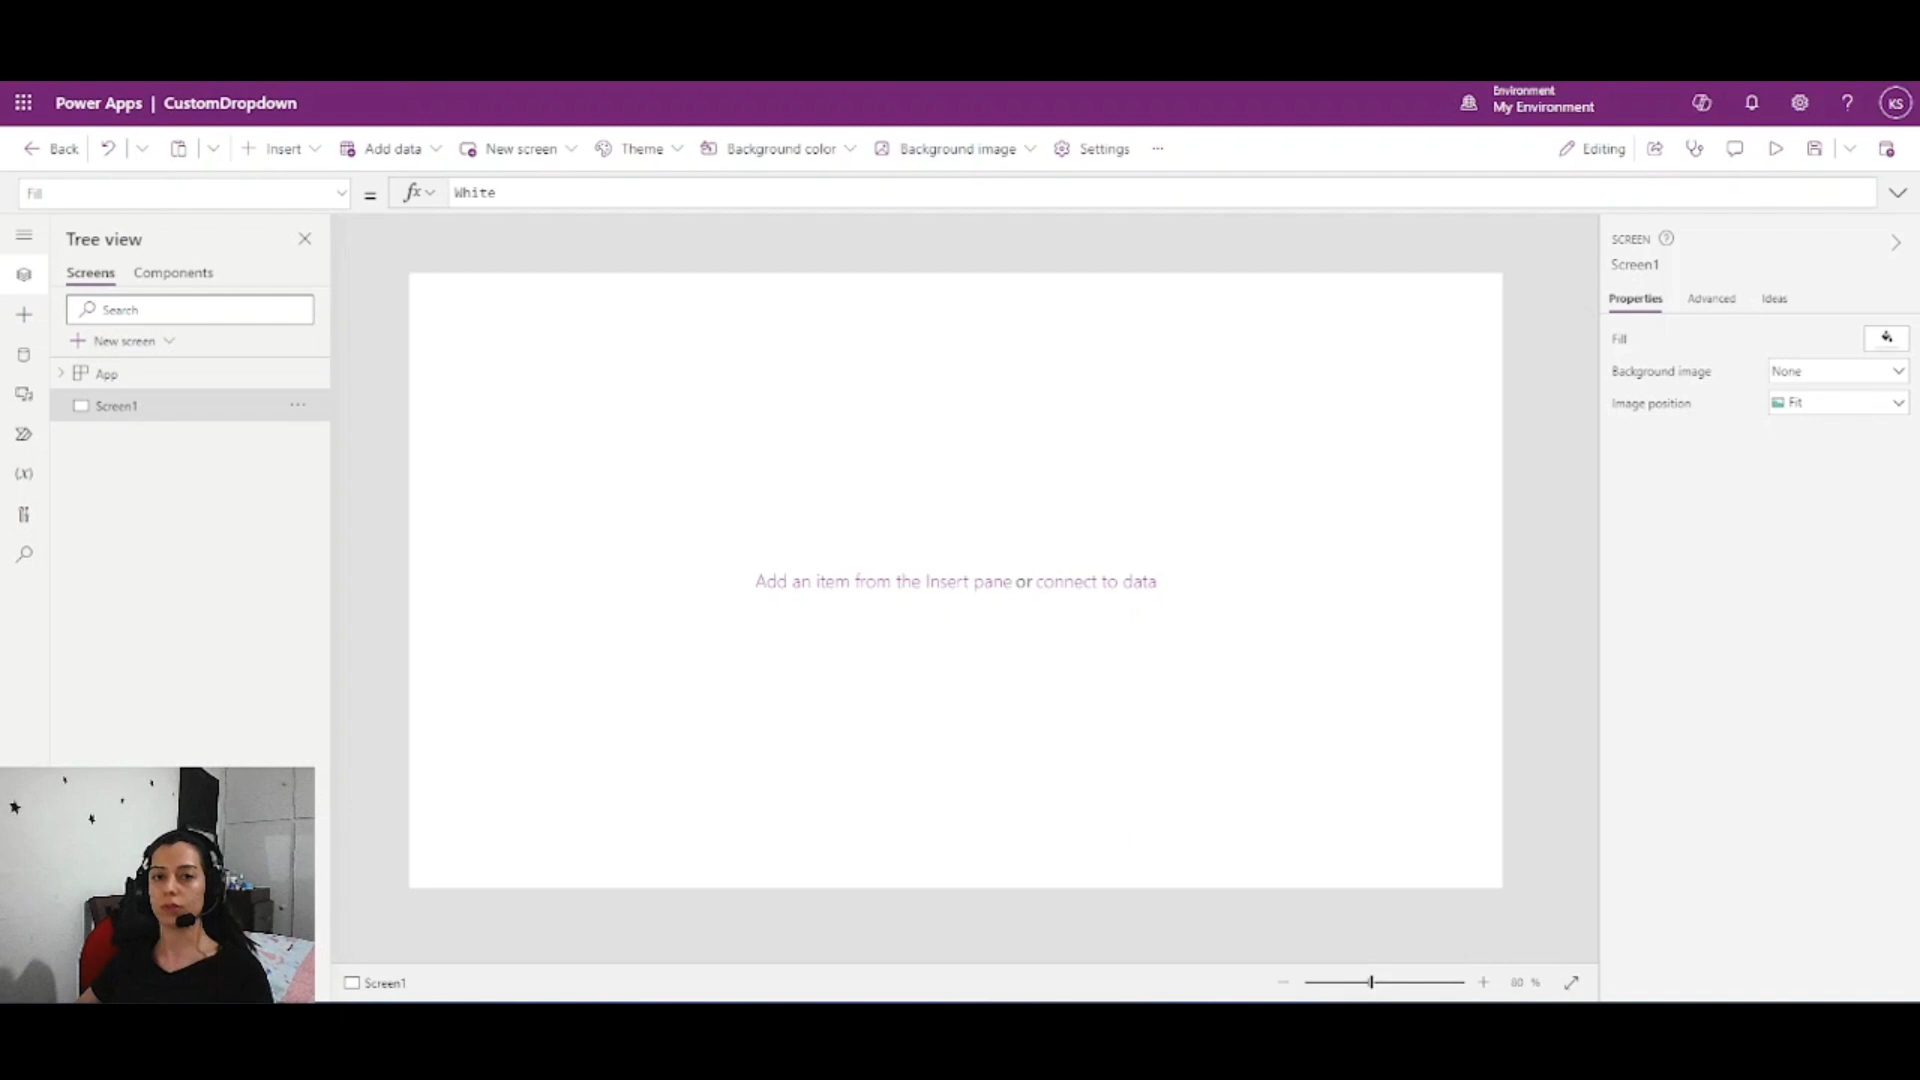 Power Apps | CustomDropdown
Environment
My Environment
KS
Back
Insert
Add data
New screen
Theme
Background color
Background image
Settings
Editing
Fill
=
fx
White
Tree view
Screens
Components
Search
New screen
App
Screen1
Add an item from the Insert pane or connect to data
SCREEN
Screen1
Properties
Advanced
Ideas
Fill
Background image
None
Image position
Fit
Screen1
80 %